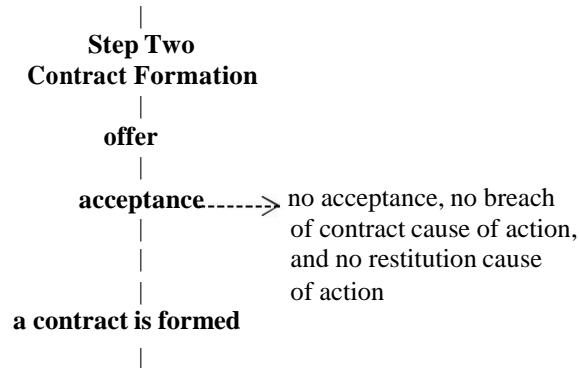 Step Two
Contract Formation
offer
acceptance
no acceptance, no breach
of contract cause of action,
and no restitution cause
of action
a contract is formed